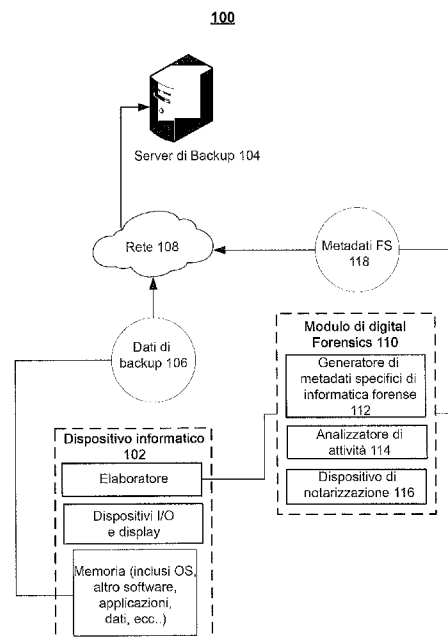 100
Server di Backup 104
Rete 108
Metadati FS
118
Dati di
backup 106
Modulo di digital
Forensics 110
Generatore di
metadati specifici di
informatica forense
112
Analizzatore di
attività 114
Dispositivo di
notarizzazione 116
Dispositivo informatico
102
Elaboratore
Dispositivi I/O
e display
Memoria (inclusi OS,
altro software,
applicazioni,
dati, ecc..)